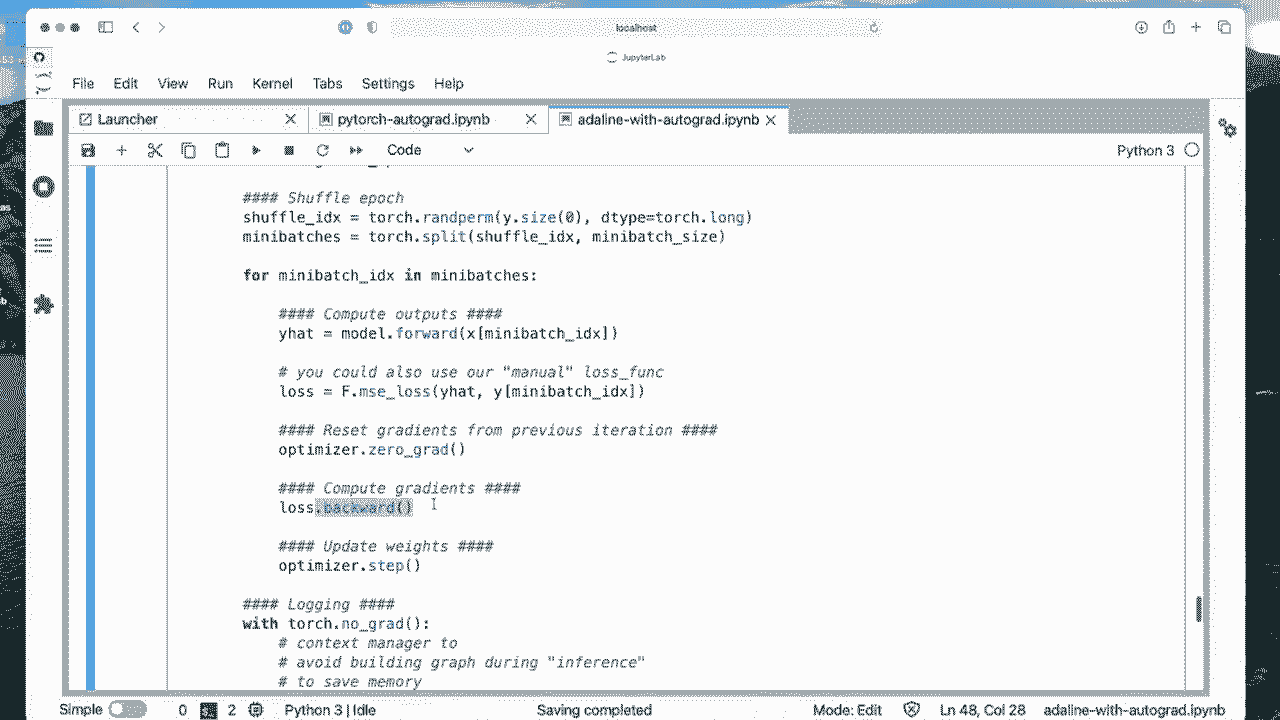 localhost
JupyterLab
File Edit View Run Kernel Tabs Settings Help
Launcher pytorch-autograd.ipynb adaline-with-autograd.ipynb
Code Python 3
#### Shuffle epoch
shuffle_idx = torch.randperm(y.size(0), dtype=torch.long)
minibatches = torch.split(shuffle_idx, minibatch_size)
for minibatch_idx in minibatches:
#### Compute outputs ####
yhat = model.forward(x[minibatch_idx])
# you could also use our "manual" loss_func
loss = F.mse_loss(yhat, y[minibatch_idx])
#### Reset gradients from previous iteration ####
optimizer.zero_grad()
#### Compute gradients ####
loss.backward()
#### Update weights ####
optimizer.step()
#### Logging ####
with torch.no_grad():
# context manager to
# avoid building graph during "inference"
# to save memory
Simple 0 2 Python 3 | Idle Saving completed Mode: Edit Ln 48, Col 28 adaline-with-autograd.ipynb